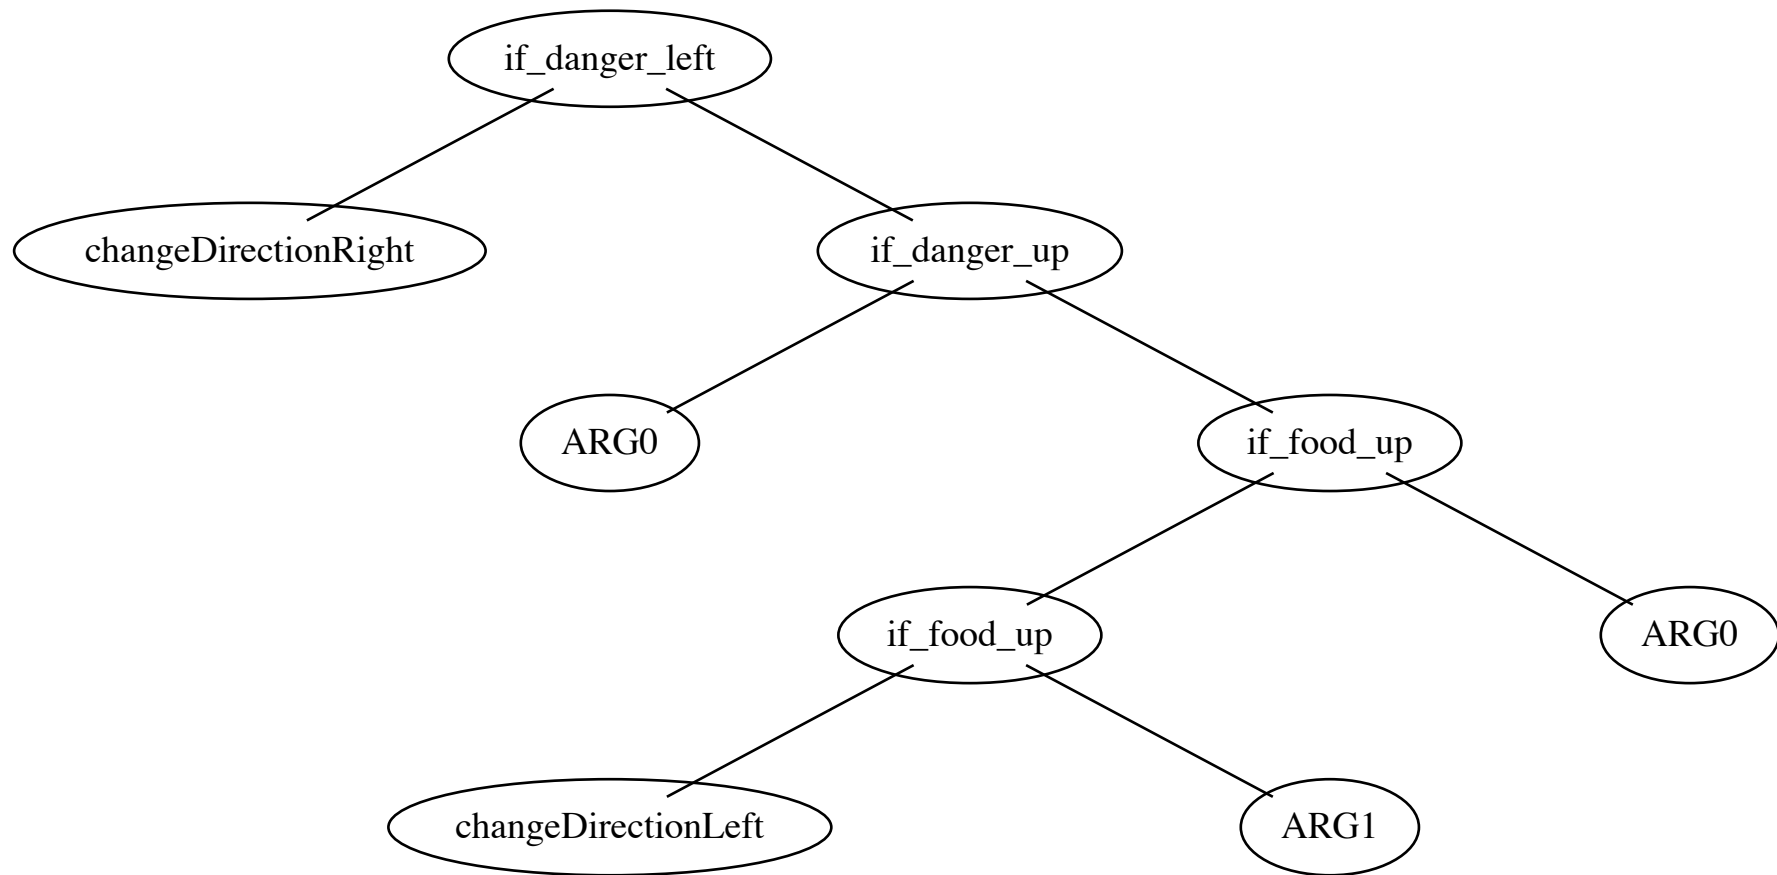 if_danger_left
changeDirectionRight
if_danger_up
ARG0
if_food_up
if_food_up
ARG0
changeDirectionLeft
ARG1